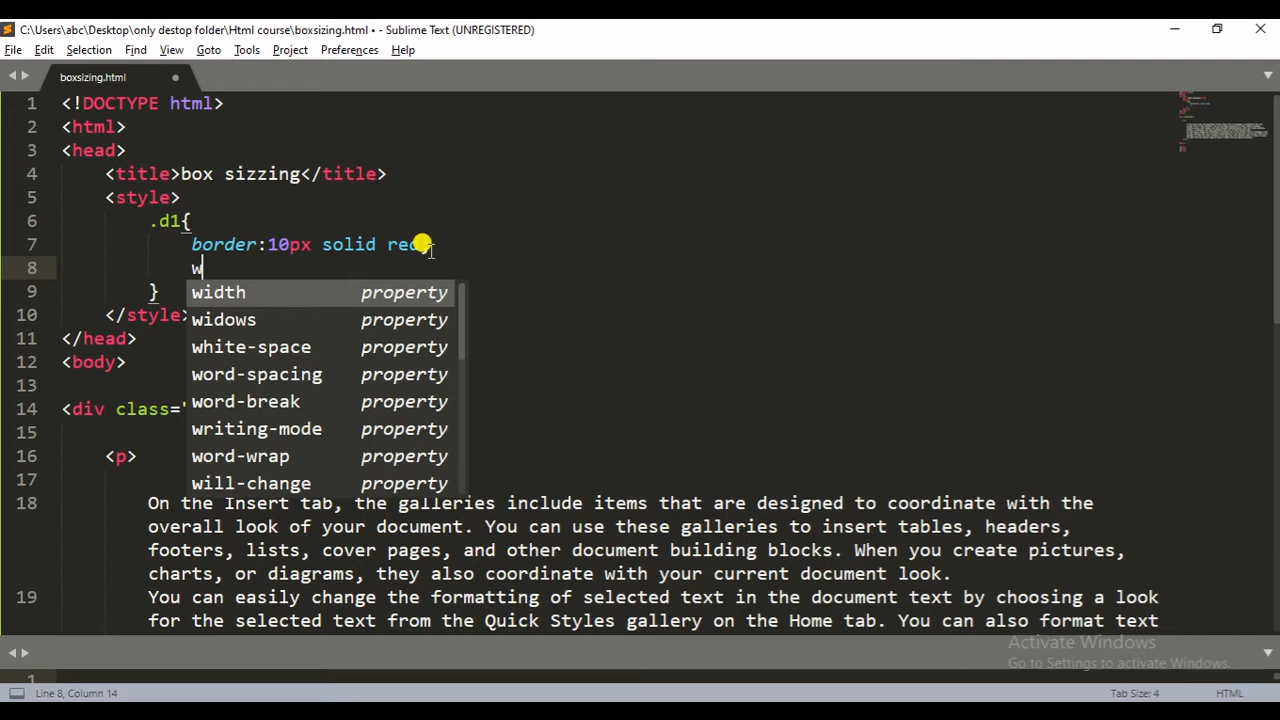 C:\Users\abc\Desktop\only destop folder\Html course\boxsizing.html • - Sublime Text (UNREGISTERED)
File Edit Selection Find View Goto Tools Project Preferences Help
boxsizing.html
1 <!DOCTYPE html>
2 <html>
3 <head>
4 <title>box sizzing</title>
5 <style>
6 .d1{
7 border:10px solid red;
8 w
width property
9 }
widows property
10 </style>
white-space property
11 </head>
12 <body>
word-spacing property
13
word-break property
14 <div class="
writing-mode property
15
16 <p>
word-wrap property
17
will-change property
18 On the Insert tab, the galleries include items that are designed to coordinate with the
overall look of your document. You can use these galleries to insert tables, headers,
footers, lists, cover pages, and other document building blocks. When you create pictures,
charts, or diagrams, they also coordinate with your current document look.
19 You can easily change the formatting of selected text in the document text by choosing a look
for the selected text from the Quick Styles gallery on the Home tab. You can also format text
Activate Windows
Go to Settings to activate Windows.
1
Line 8, Column 14 Tab Size: 4 HTML